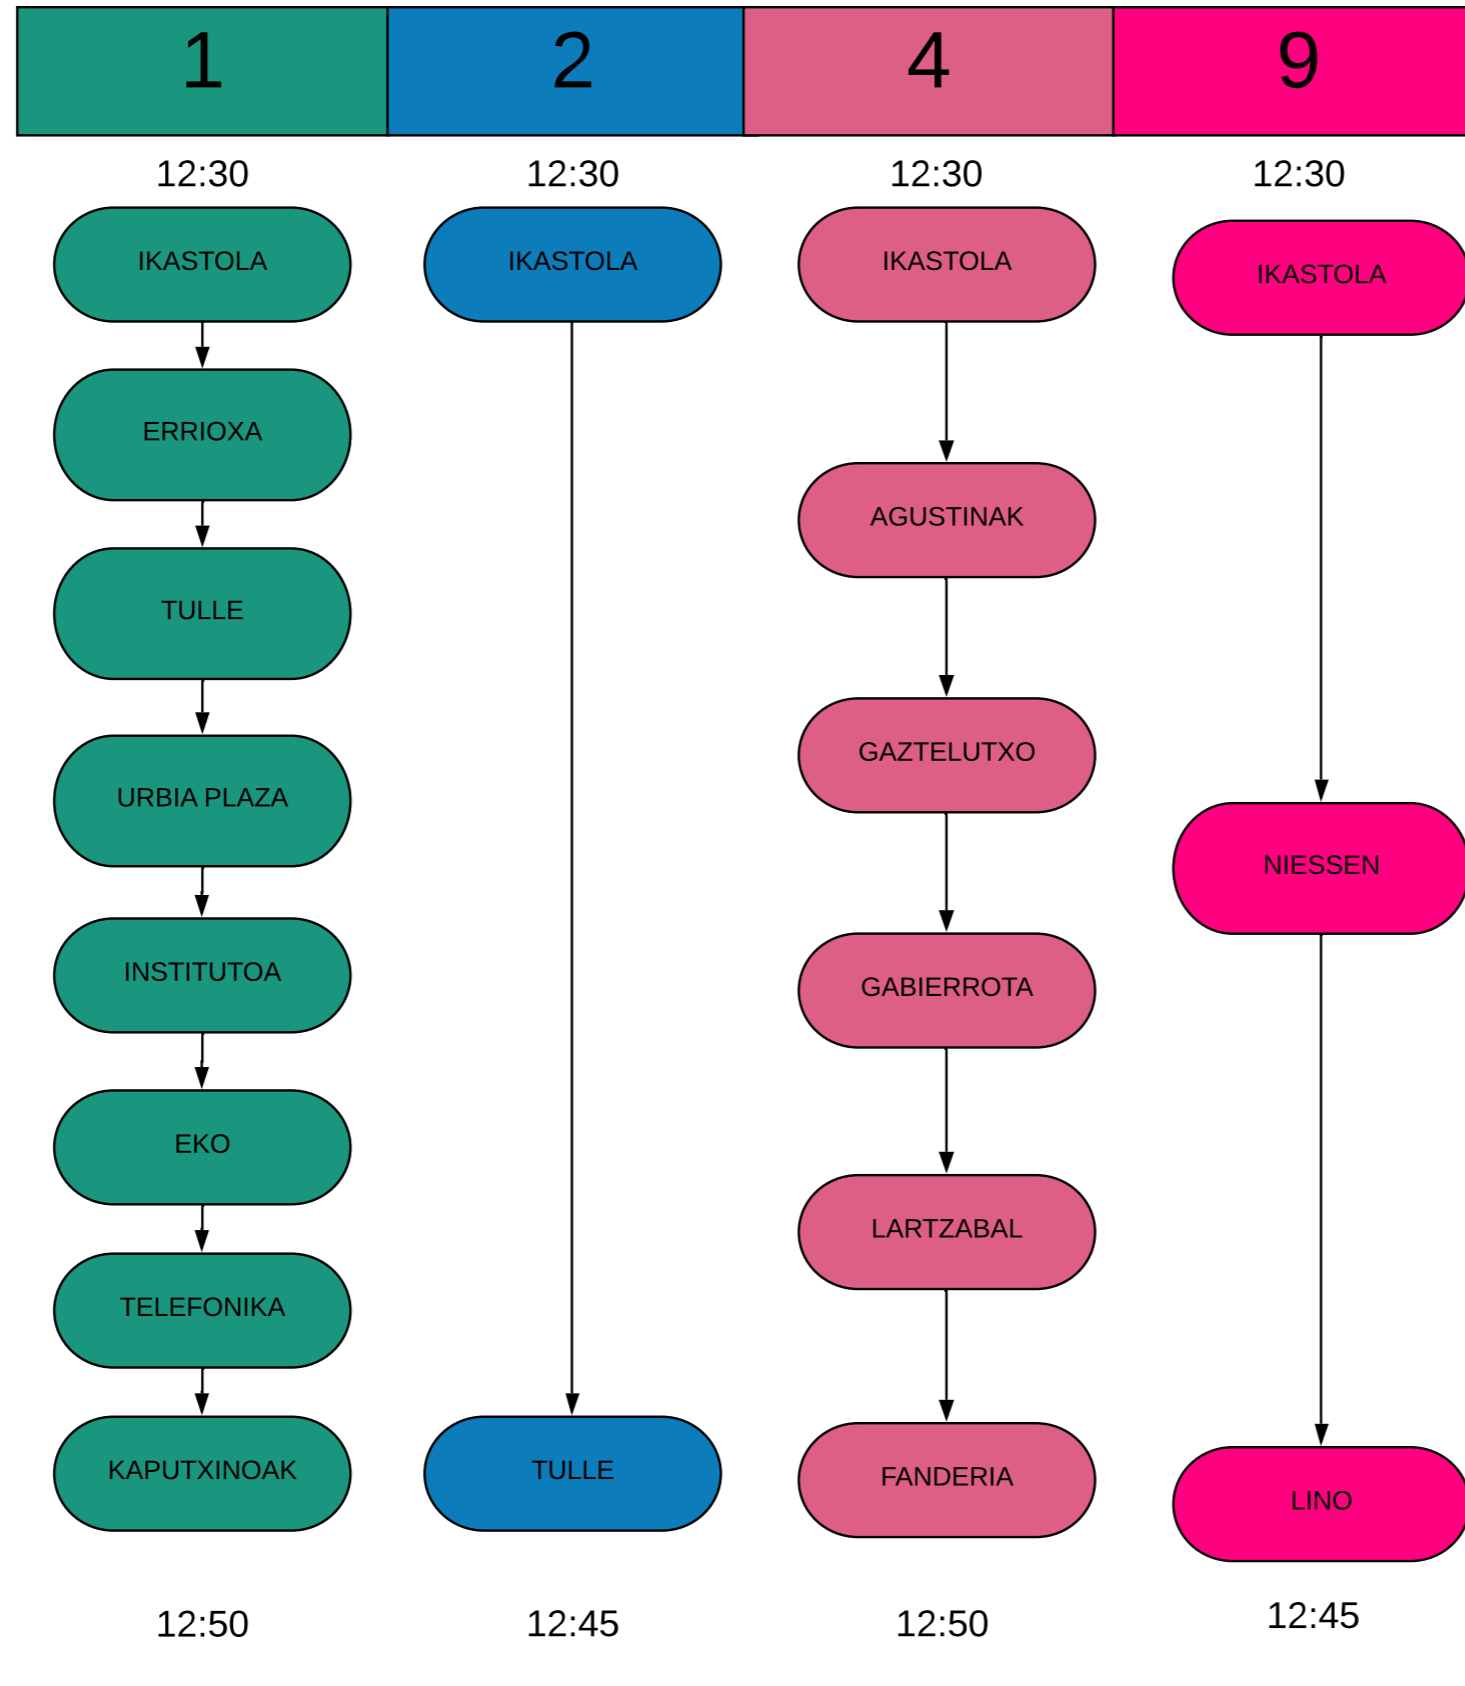 1
12:30
IKASTOLA
ERRIOXA
TULLE
URBIA PLAZA
INSTITUTOA
EKO
TELEFONIKA
KAPUTXINOAK
12:50
2
12:30
IKASTOLA
TULLE
12:45
4
12:30
IKASTOLA
AGUSTINAK
GAZTELUTXO
GABIERROTA
LARTZABAL
FANDERIA
12:50
9
12:30
IKASTOLA
NIESSEN
LINO
12:45